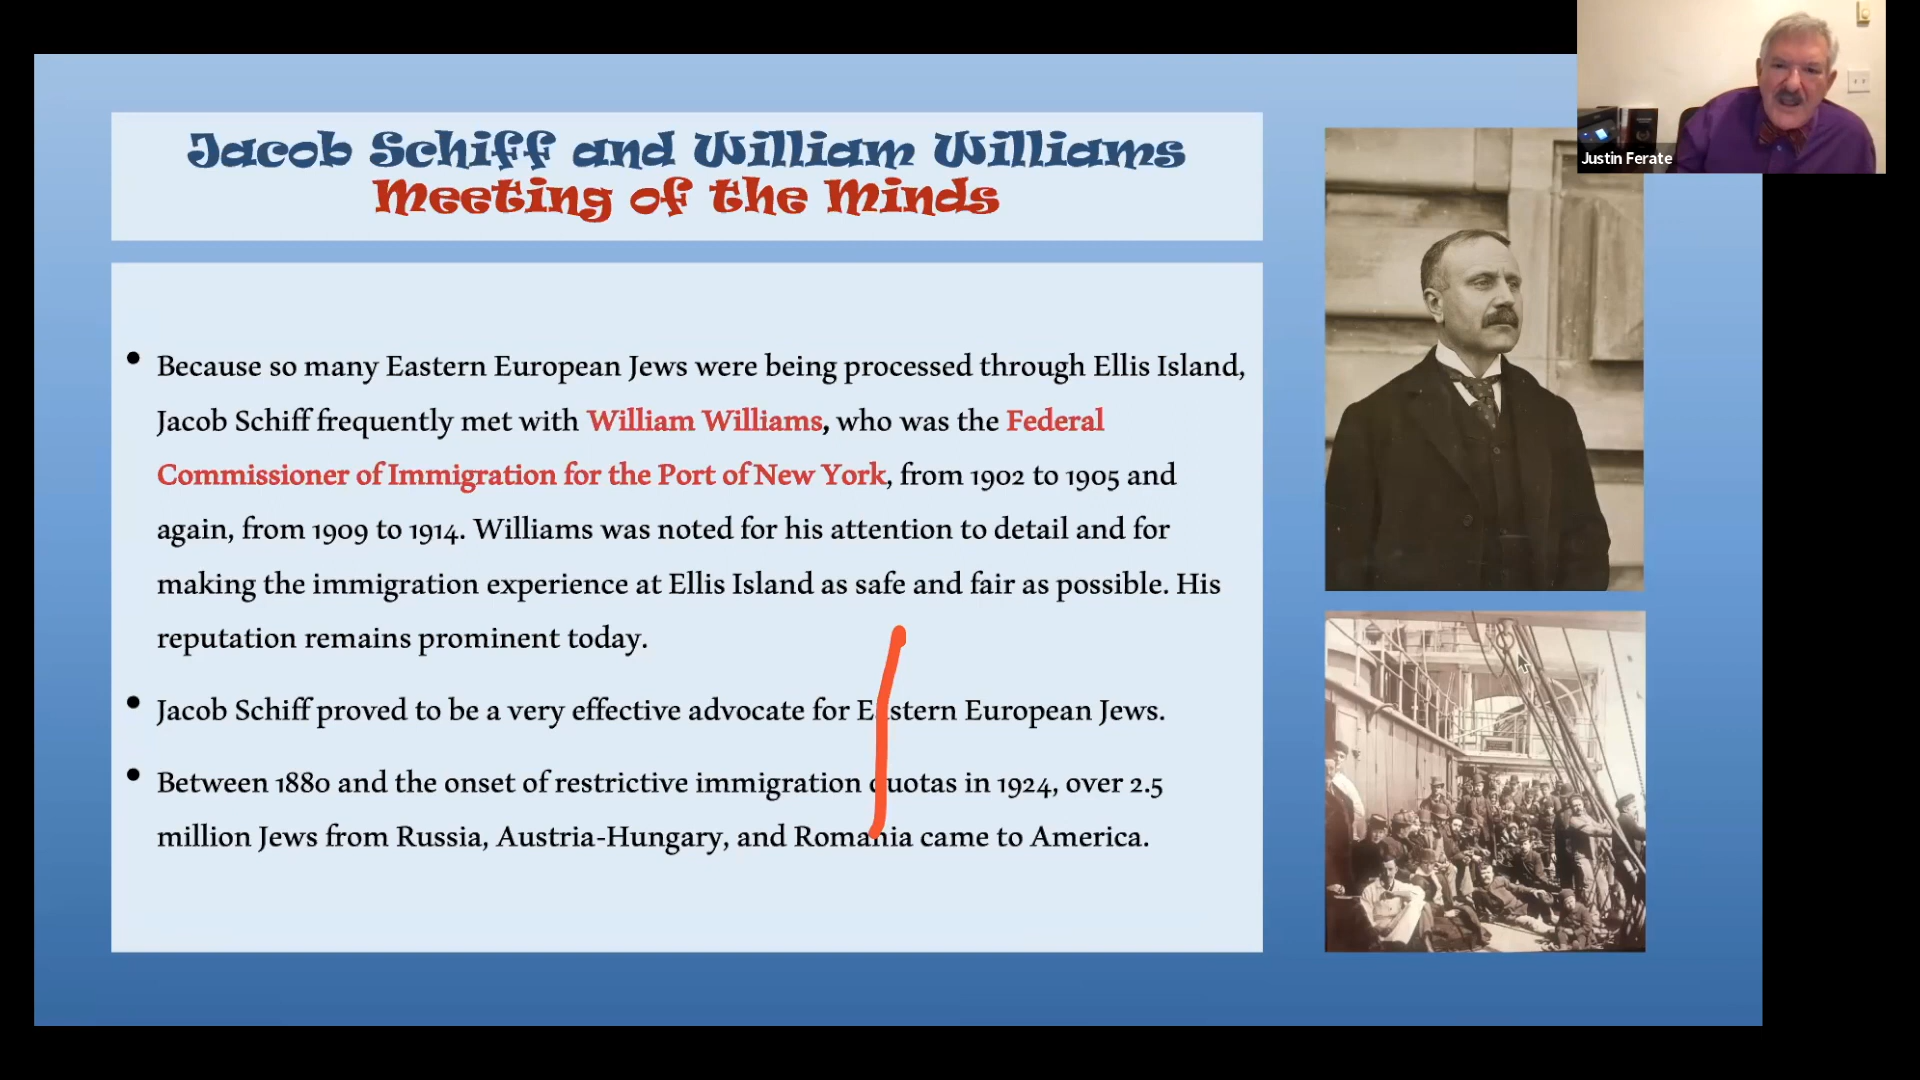 Jacob Schiff and William Williams
Meeting of the Minds
Justin Ferate
• Because so many Eastern European Jews were being processed through Ellis Island,
Jacob Schiff frequently met with William Williams, who was the Federal
Commissioner of Immigration for the Port of New York, from 1902 to 1905 and
again, from 1909 to 1914. Williams was noted for his attention to detail and for
making the immigration experience at Ellis Island as safe and fair as possible. His
reputation remains prominent today.
• Jacob Schiff proved to be a very effective advocate for Eastern European Jews.
• Between 1880 and the onset of restrictive immigration quotas in 1924, over 2.5
million Jews from Russia, Austria-Hungary, and Romania came to America.